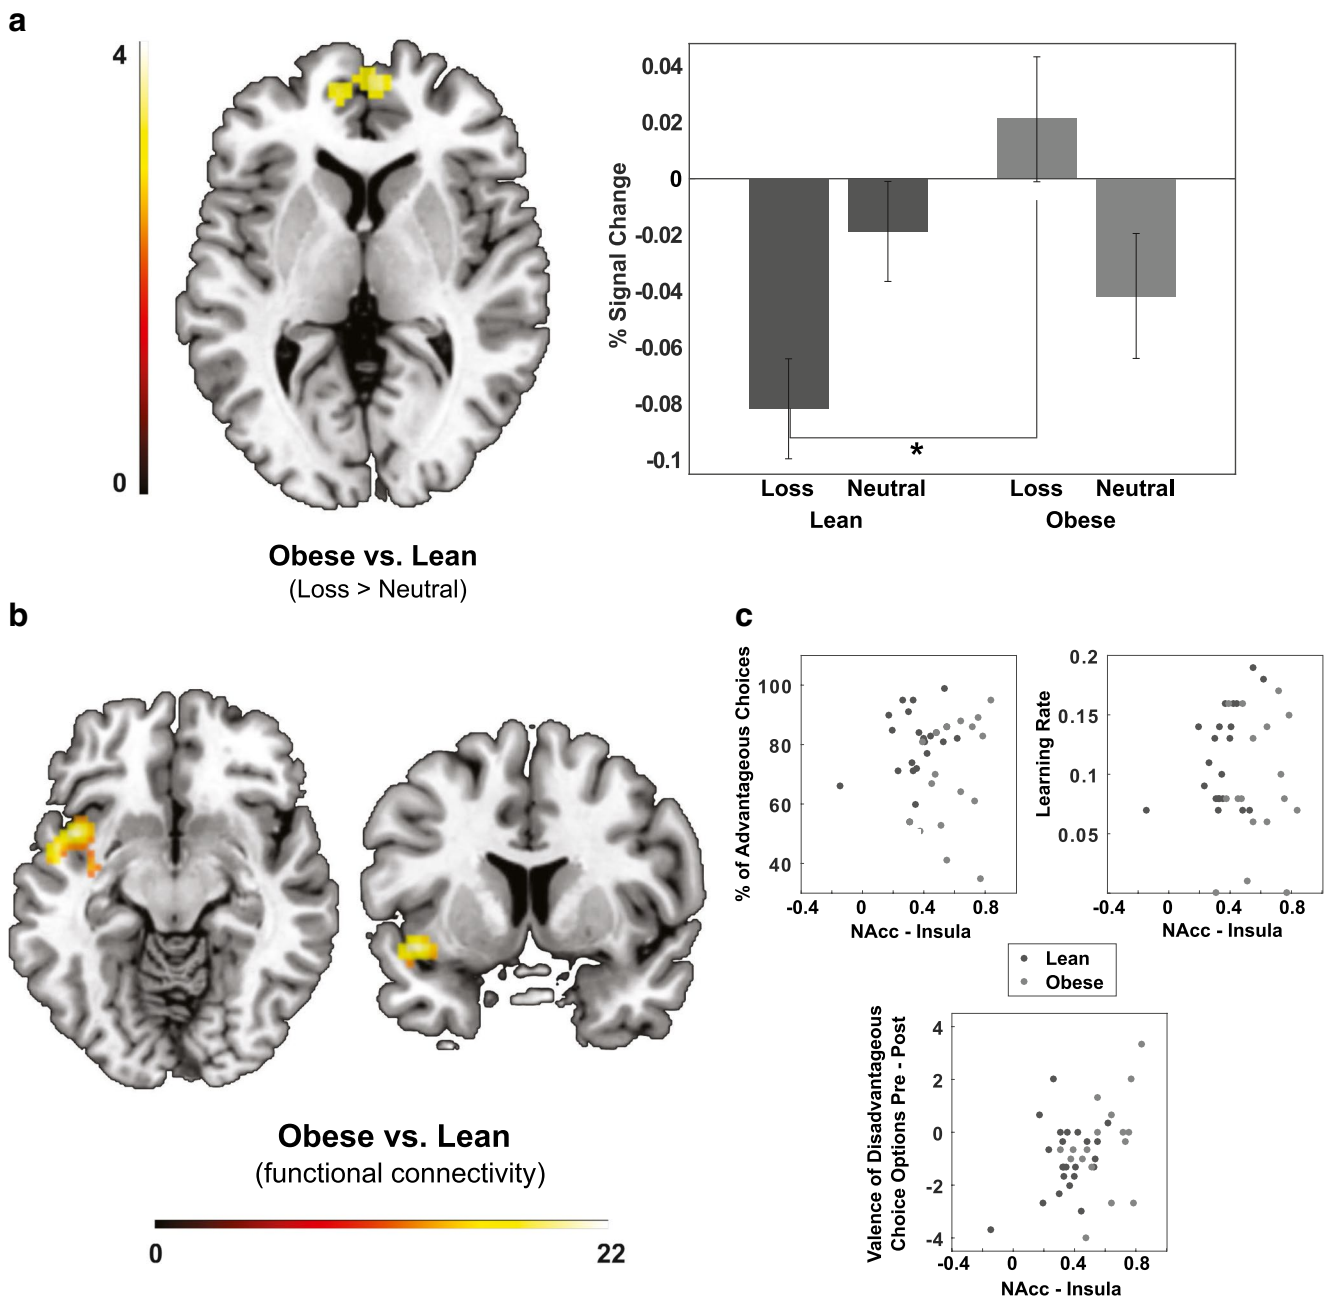 a
4
0
Obese vs. Lean
(Loss > Neutral)
% Signal Change
0.04
0.02
0
-0.02
-0.04
-0.06
-0.08
-0.1
*
Loss Neutral Loss Neutral
Lean Obese
b
Obese vs. Lean
(functional connectivity)
0 22
c
% of Advantageous Choices
100
80
60
40
-0.4 0 0.4 0.8
NAcc - Insula
Learning Rate
0.2
0.15
0.1
0.05
-0.4 0 0.4 0.8
NAcc - Insula
Lean
Obese
Valence of Disadvantageous
Choice Options Pre - Post
4
2
0
-2
-4
-0.4 0 0.4 0.8
NAcc - Insula